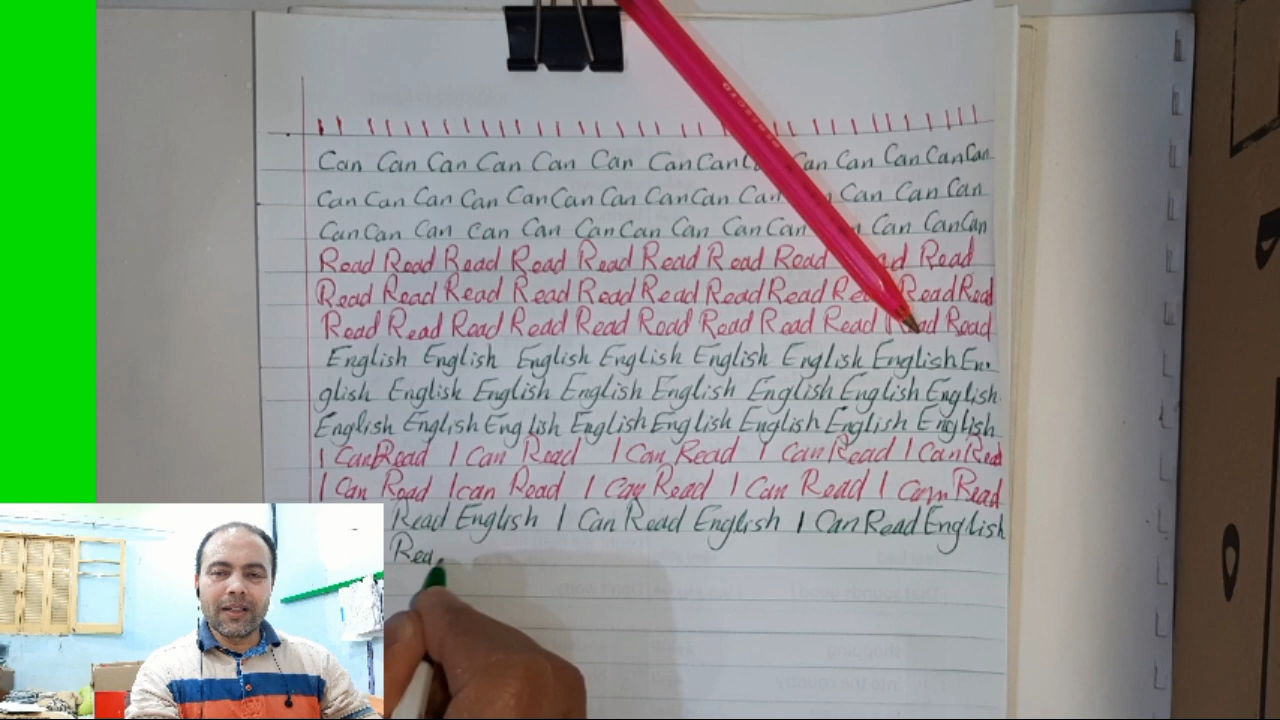 Can Can Can Can Can Can Can Can Can Can Can Can Can
Can Can Can Can Can Can Can Can Can Can Can Can Can
Can Can Can Can Can Can Can Can Can Can Can Can Can
Read Read Read Read Read Read Read Read Read
Read Read Read Read Read Read Read Read Read Read
Read Read Read Read Read Read Read Read Read Read Read
English English English English English English English En-
glish English English English English English English English.
English English English English English English English English
I Can Read I Can Read I Can Read I Can Read I Can Read
I Can Read I can Read I Can Read I Can Read I Can Read
Read English I Can Read English I Can Read English
Rea